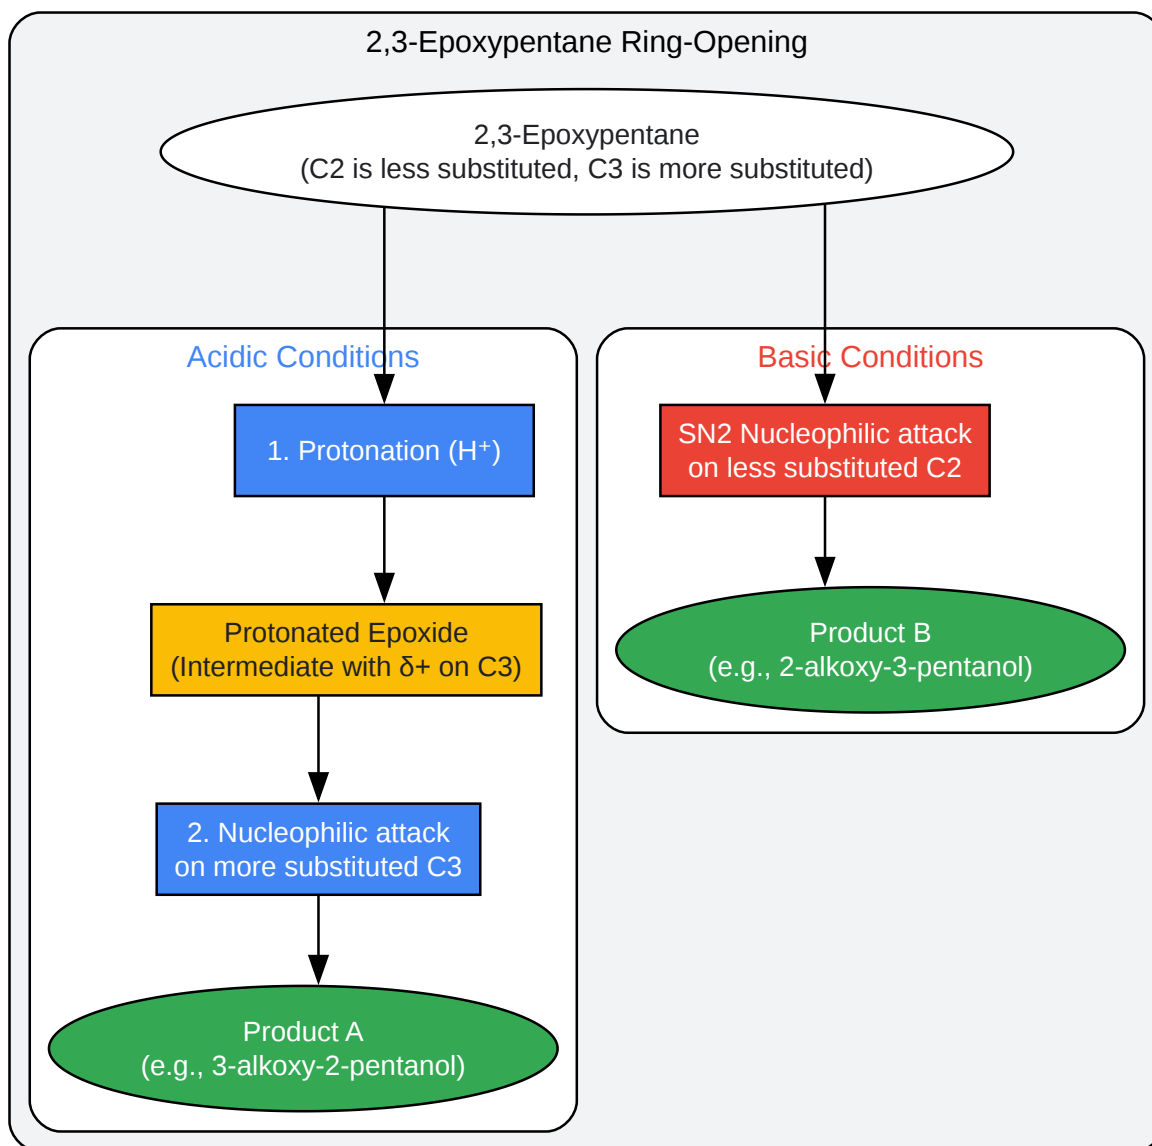 2,3-Epoxypentane Ring-Opening
2,3-Epoxypentane
(C2 is less substituted, C3 is more substituted)
Acidic Conditions
1. Protonation (H⁺)
Protonated Epoxide
(Intermediate with δ+ on C3)
2. Nucleophilic attack
on more substituted C3
Product A
(e.g., 3-alkoxy-2-pentanol)
Basic Conditions
SN2 Nucleophilic attack
on less substituted C2
Product B
(e.g., 2-alkoxy-3-pentanol)